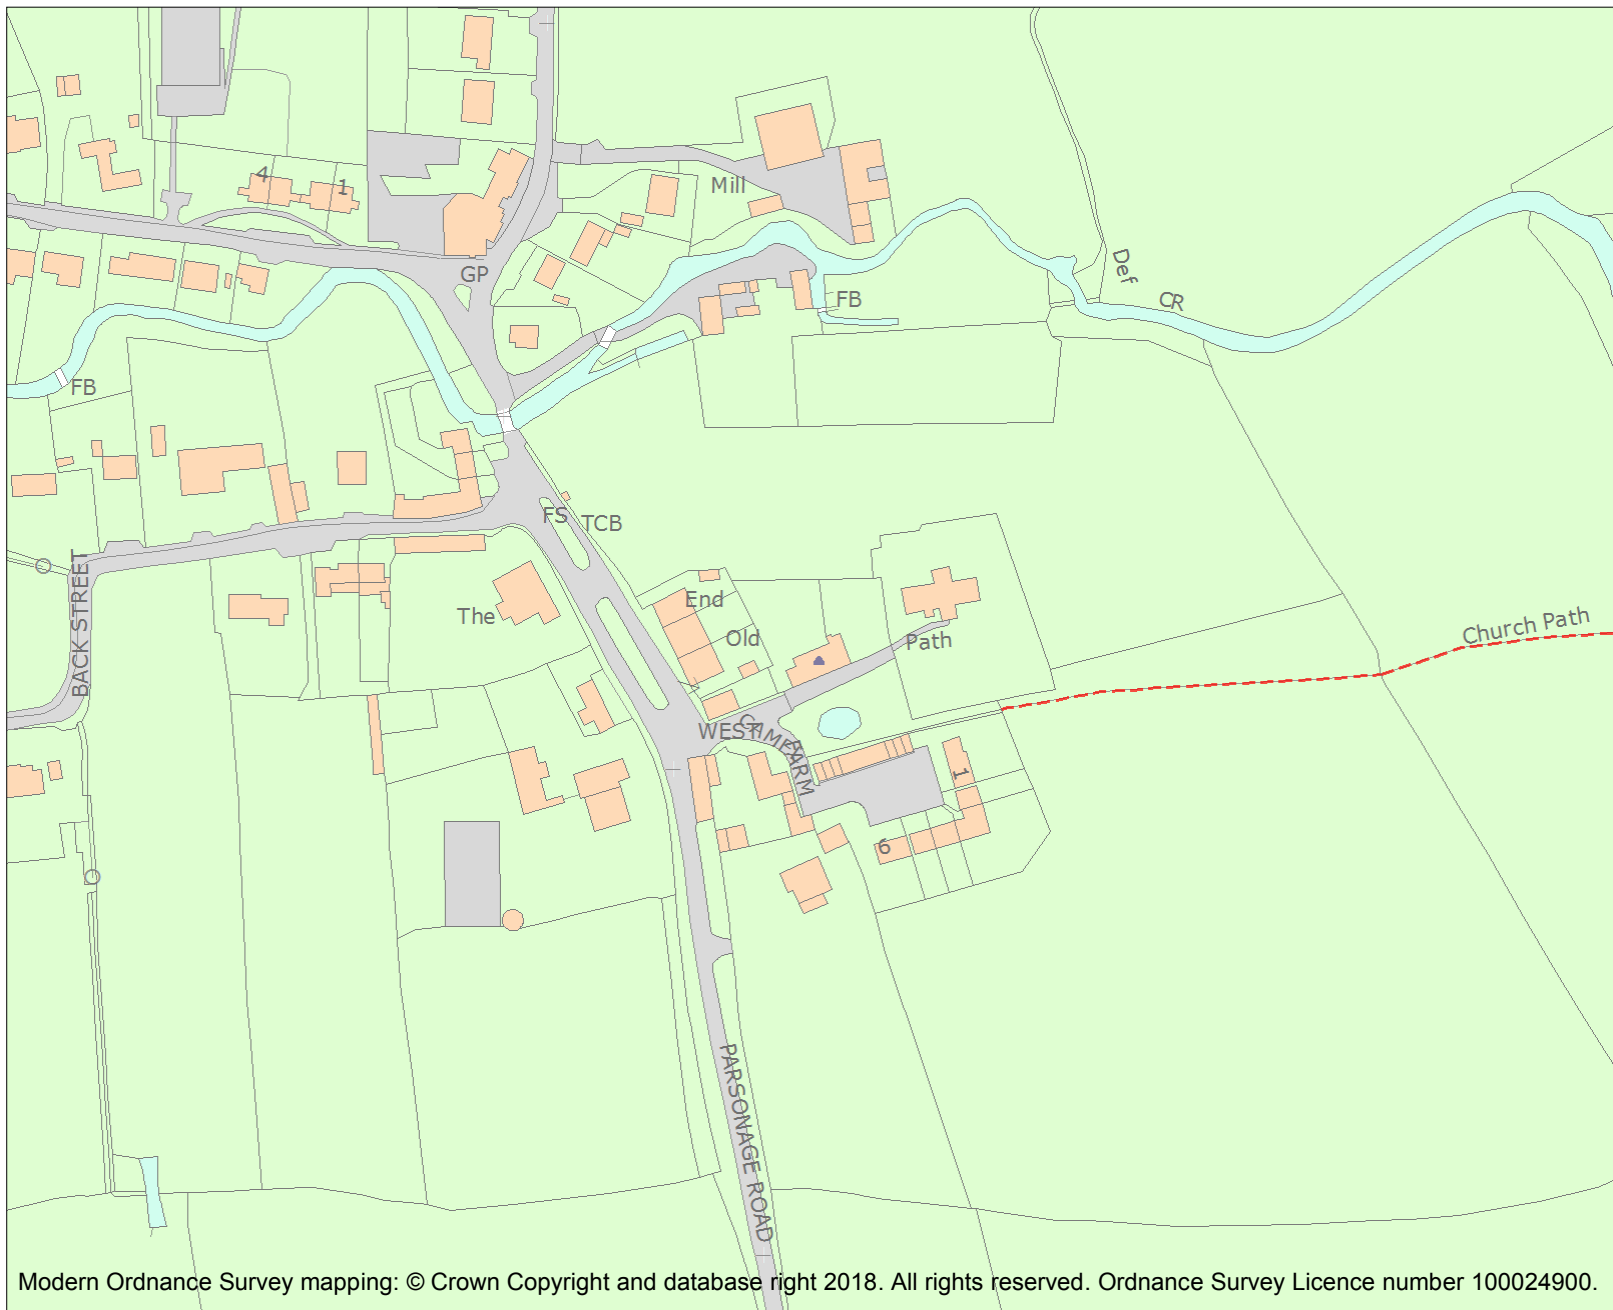 4
1
Mill
Def
CR
GP
FB
FB
FS
TCB
BACK STREET
The
End
Old
Path
Church Path
WEST
FARM
1
6
PARSONAGE ROAD
Modern Ordnance Survey mapping: © Crown Copyright and database right 2018. All rights reserved. Ordnance Survey Licence number 100024900.